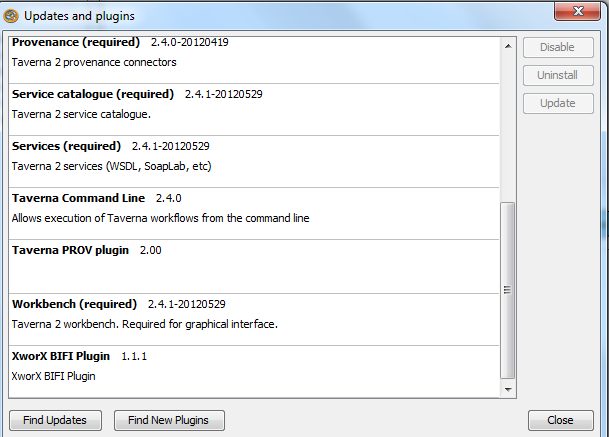 Updates and plugins
Provenance (required) 2.4.0-20120419
Taverna 2 provenance connectors
Service catalogue (required) 2.4.1-20120529
Taverna 2 service catalogue.
Services (required) 2.4.1-20120529
Taverna 2 services (WSDL, SoapLab, etc)
Taverna Command Line 2.4.0
Allows execution of Taverna workflows from the command line
Taverna PROV plugin 2.00
Workbench (required) 2.4.1-20120529
Taverna 2 workbench. Required for graphical interface.
XworX BIFI Plugin 1.1.1
XworX BIFI Plugin
Disable
Uninstall
Update
Find Updates
Find New Plugins
Close